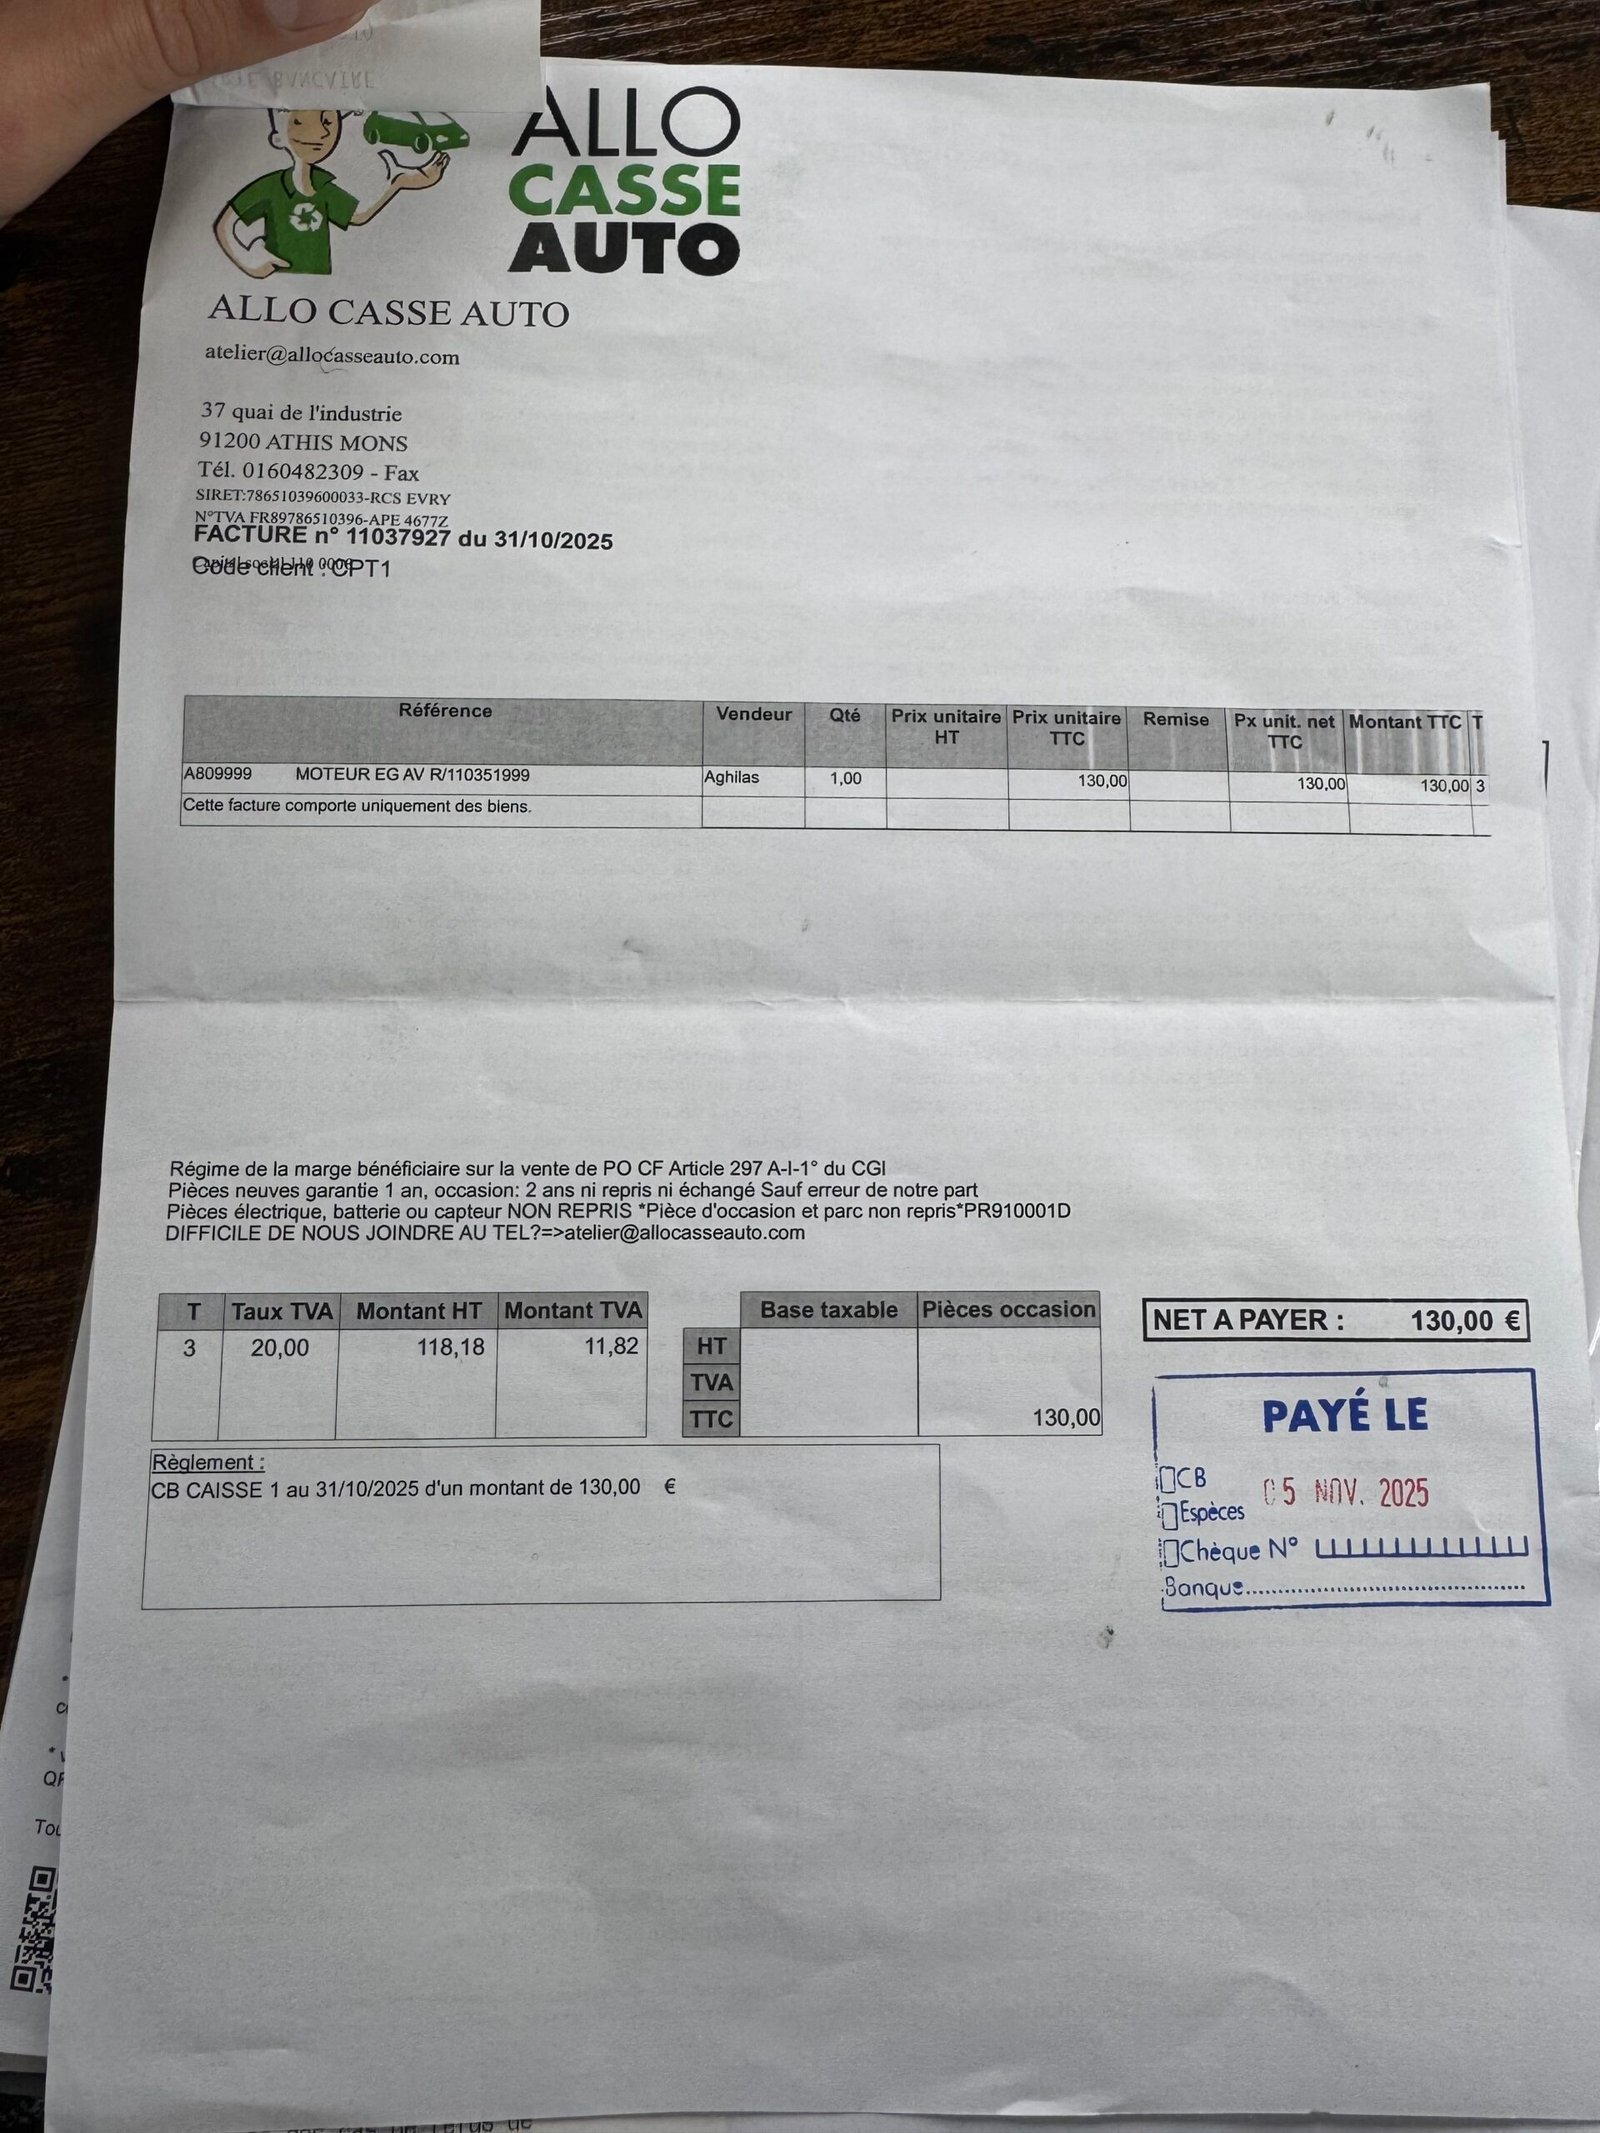 BANCAIRE
ALLO
CASSE
AUTO
ALLO CASSE AUTO
atelier@allocasseauto.com
37 quai de l'industrie
91200 ATHIS MONS
Tél. 0160482309 - Fax
SIRET:78651039600033-RCS EVRY
N°TVA FR89786510396-APE 4677Z
FACTURE n° 11037927 du 31/10/2025
Code client : CPT1
Référence Vendeur Qté Prix unitaire HT Prix unitaire TTC Remise Px unit. net TTC Montant TTC T
A809999 MOTEUR EG AV R/110351999 Aghilas 1,00 130,00 130,00 130,00 3
Cette facture comporte uniquement des biens.
Régime de la marge bénéficiaire sur la vente de PO CF Article 297 A-I-1° du CGI
Pièces neuves garantie 1 an, occasion: 2 ans ni repris ni échangé Sauf erreur de notre part
Pièces électrique, batterie ou capteur NON REPRIS *Pièce d'occasion et parc non repris*PR910001D
DIFFICILE DE NOUS JOINDRE AU TEL?=>atelier@allocasseauto.com
T Taux TVA Montant HT Montant TVA
3 20,00 118,18 11,82
Base taxable Pièces occasion
HT
TVA
TTC 130,00
NET A PAYER : 130,00 €
Règlement :
CB CAISSE 1 au 31/10/2025 d'un montant de 130,00 €
PAYÉ LE
CB
05 NOV. 2025
Espèces
Chèque N°
Banque